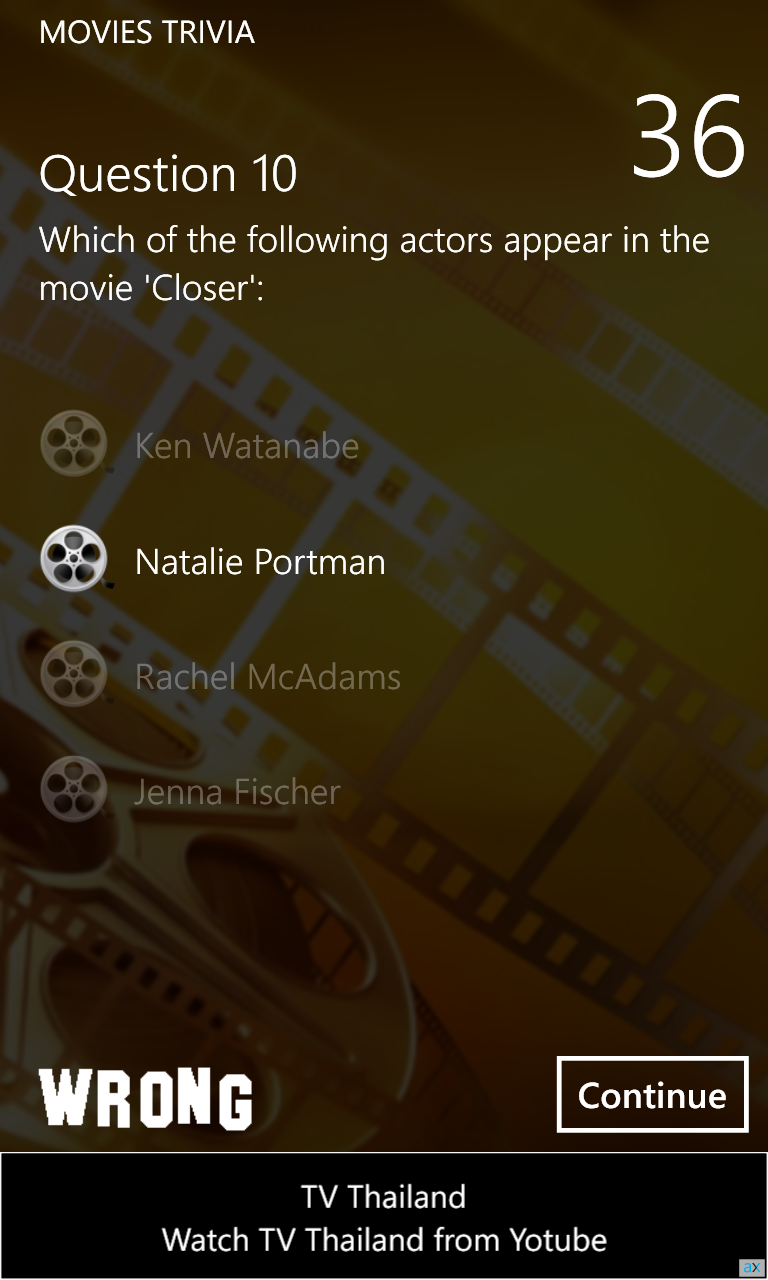 MOVIES TRIVIA
36
Question 10
Which of the following actors appear in the
movie 'Closer':
Ken Watanabe
Natalie Portman
Rachel McAdams
Jenna Fischer
WRONG
Continue
TV Thailand
Watch TV Thailand from Yotube
ax